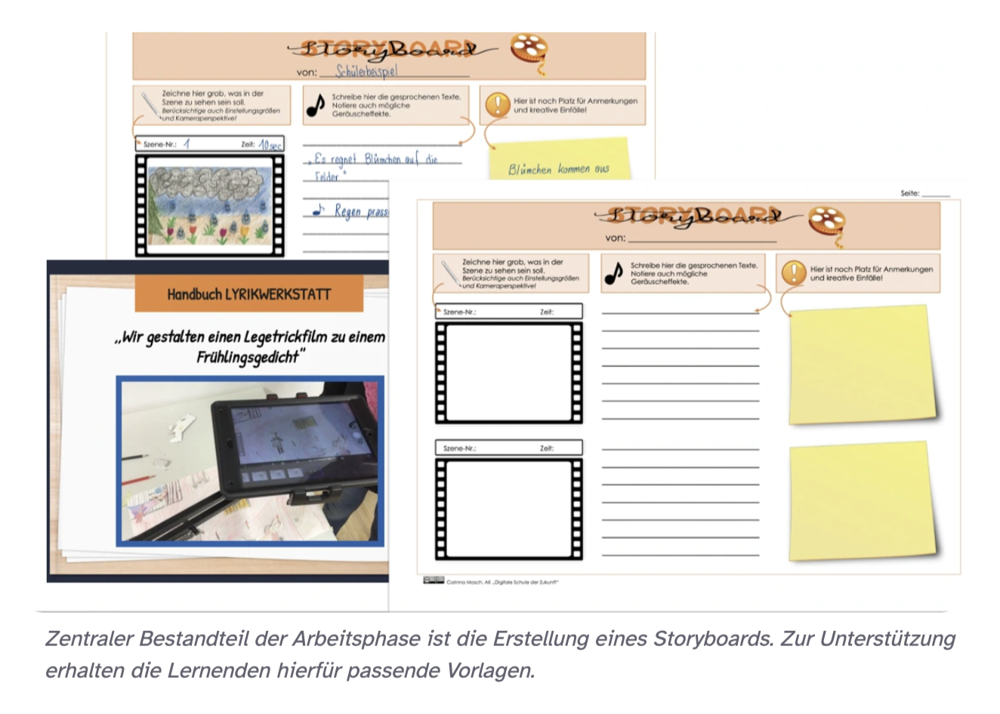 STORYBOARD
StoryBoard
von: Schülerbeispiel
Zeichne hier grob, was in der
Szene zu sehen sein soll.
Berücksichtige auch Einstellungsgrößen
und Kameraperspektive!
Schreibe hier die gesprochenen Texte.
Notiere auch mögliche
Geräuscheffekte.
Hier ist noch Platz für Anmerkungen
und kreative Einfälle!
Szene-Nr.: 1 Zeit: 10sec
„Es regnet Blümchen auf die
Felder"
Regen prass
Blümchen kommen aus
Handbuch LYRIKWERKSTATT
„Wir gestalten einen Legetrickfilm zu einem
Frühlingsgedicht"
Seite:
STORYBOARD
StoryBoard
von:
Zeichne hier grob, was in der
Szene zu sehen sein soll.
Berücksichtige auch Einstellungsgrößen
und Kameraperspektive!
Schreibe hier die gesprochenen Texte.
Notiere auch mögliche
Geräuscheffekte.
Hier ist noch Platz für Anmerkungen
und kreative Einfälle!
Szene-Nr.: Zeit:
Szene-Nr.: Zeit:
Corinna Mosch, AK „Digitale Schule der Zukunft"
Zentraler Bestandteil der Arbeitsphase ist die Erstellung eines Storyboards. Zur Unterstützung
erhalten die Lernenden hierfür passende Vorlagen.